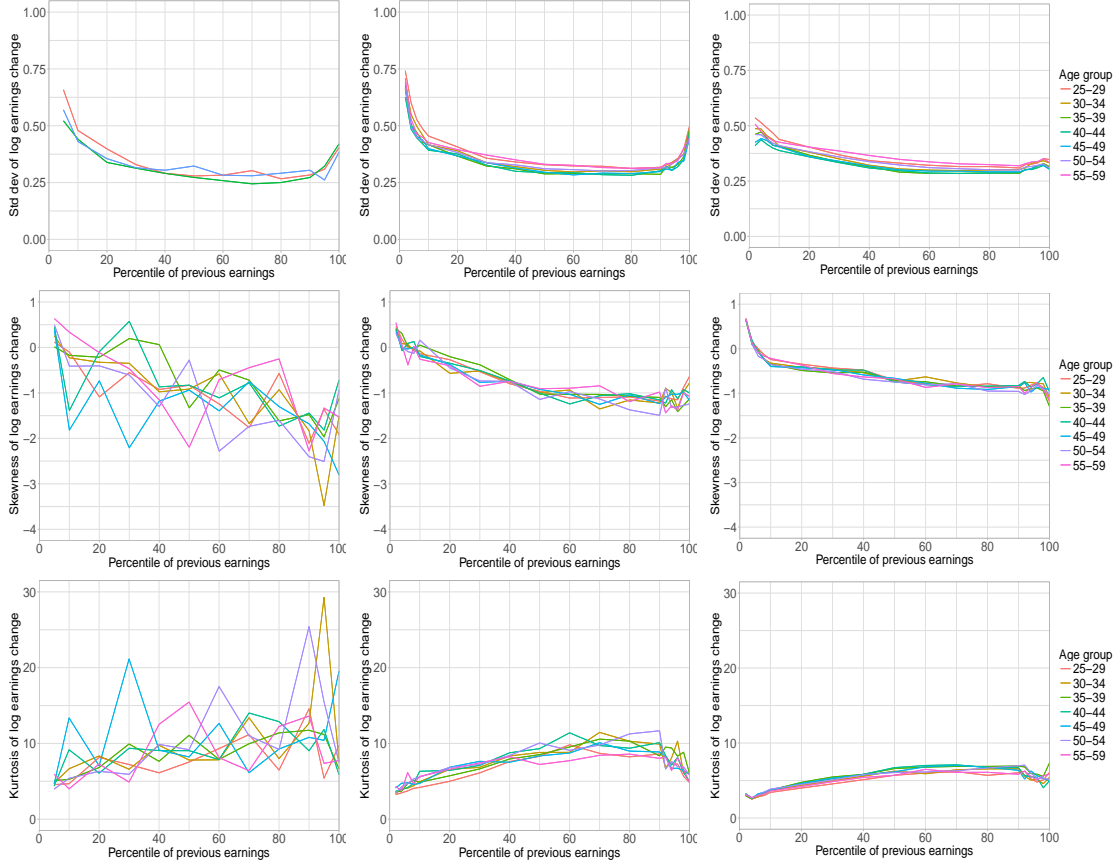 Std dev of log earnings change
1.00
0.75
0.50
0.25
0.00
0 20 40 60 80 100
Percentile of previous earnings
Std dev of log earnings change
1.00
0.75
0.50
0.25
0.00
0 20 40 60 80 100
Percentile of previous earnings
Std dev of log earnings change
1.00
0.75
0.50
0.25
0.00
0 20 40 60 80 100
Percentile of previous earnings
Age group
25–29
30–34
35–39
40–44
45–49
50–54
55–59
Skewness of log earnings change
1
0
−1
−2
−3
−4
0 20 40 60 80 100
Percentile of previous earnings
Skewness of log earnings change
1
0
−1
−2
−3
−4
0 20 40 60 80 100
Percentile of previous earnings
Skewness of log earnings change
1
0
−1
−2
−3
−4
0 20 40 60 80 100
Percentile of previous earnings
Age group
25–29
30–34
35–39
40–44
45–49
50–54
55–59
Kurtosis of log earnings change
30
20
10
0
0 20 40 60 80 100
Percentile of previous earnings
Kurtosis of log earnings change
30
20
10
0
0 20 40 60 80 100
Percentile of previous earnings
Kurtosis of log earnings change
30
20
10
0
0 20 40 60 80 100
Percentile of previous earnings
Age group
25–29
30–34
35–39
40–44
45–49
50–54
55–59